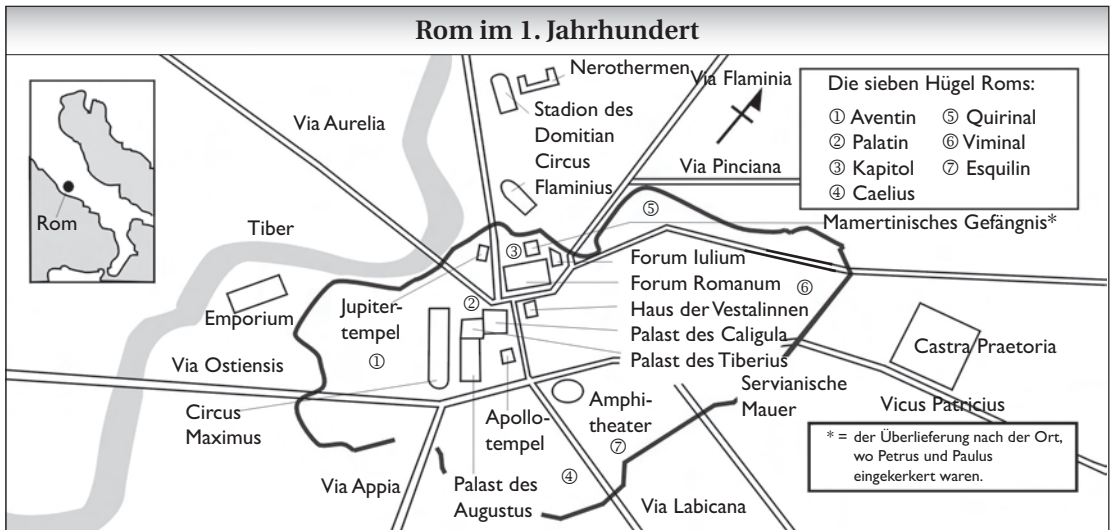 Rom im 1. Jahrhundert
Nerothermen
Via Flaminia
Stadion des
Domitian
Circus
Flaminius
Via Aurelia
Via Pinciana
Die sieben Hügel Roms:
① Aventin
② Palatin
③ Kapitol
④ Caelius
⑤ Quirinal
⑥ Viminal
⑦ Esquilin
Rom
Tiber
⑤
Mamertinisches Gefängnis*
③
Forum Iulium
Forum Romanum
⑥
Emporium
Jupiter-
tempel
②
Haus der Vestalinnen
Palast des Caligula
Palast des Tiberius
①
Castra Praetoria
Via Ostiensis
Servianische
Mauer
Vicus Patricius
Circus
Maximus
Apollo-
tempel
Amphi-
theater
⑦
* = der Überlieferung nach der Ort,
wo Petrus und Paulus
eingekerkert waren.
Via Appia
Palast des
Augustus
④
Via Labicana